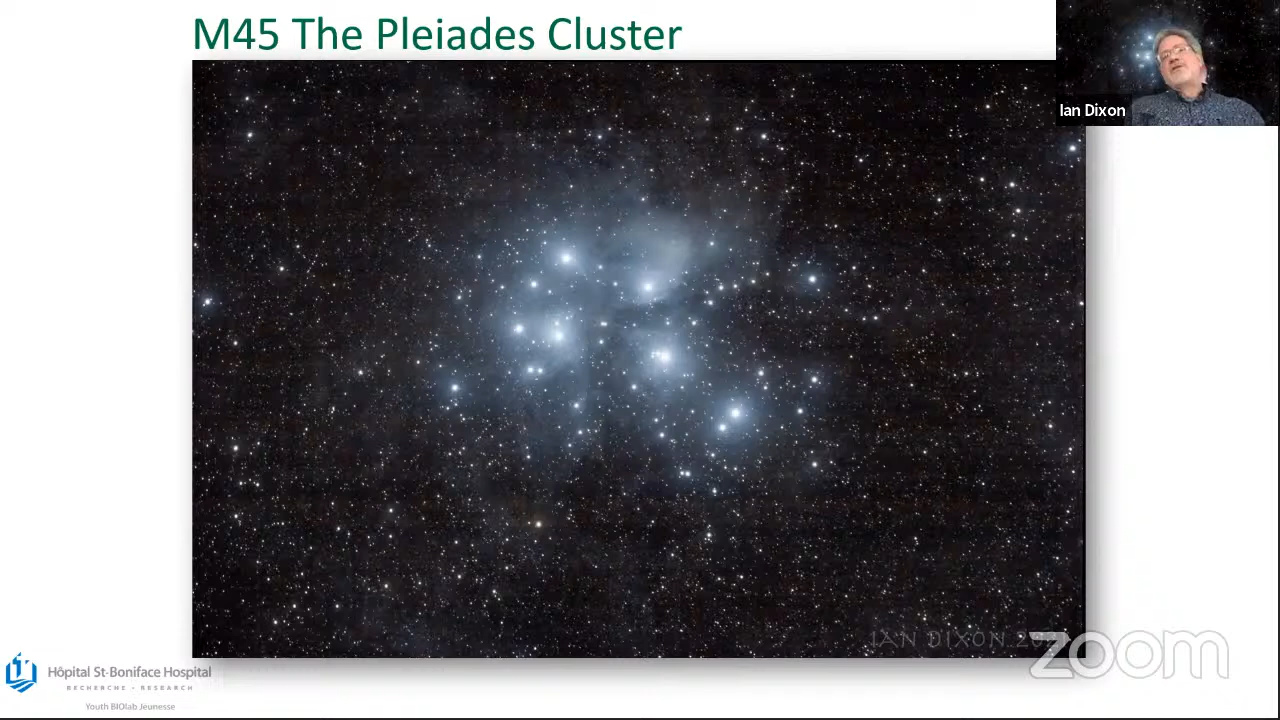 M45 The Pleiades Cluster
Ian Dixon
IAN DIXON
zoom
Hôpital St-Boniface Hospital
RECHERCHE • RESEARCH
Youth BIOlab Jeunesse